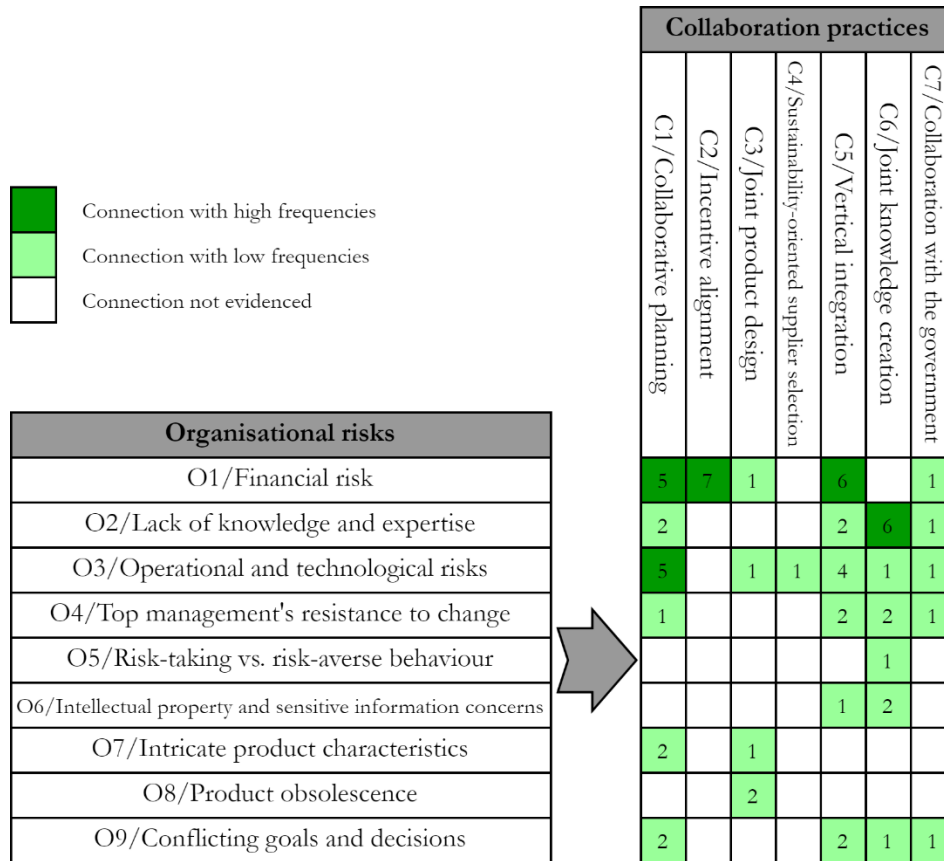 Collaboration practices
C1/Collaborative planning
C2/Incentive alignment
C3/Joint product design
C4/Sustainability-oriented supplier selection
C5/Vertical integration
C6/Joint knowledge creation
C7/Collaboration with the government
Connection with high frequencies
Connection with low frequencies
Connection not evidenced
Organisational risks
O1/Financial risk 5 7 1 6 1
O2/Lack of knowledge and expertise 2 2 6 1
O3/Operational and technological risks 5 1 1 4 1 1
O4/Top management's resistance to change 1 2 2 1
O5/Risk-taking vs. risk-averse behaviour 1
O6/Intellectual property and sensitive information concerns 1 2
O7/Intricate product characteristics 2 1
O8/Product obsolescence 2
O9/Conflicting goals and decisions 2 2 1 1